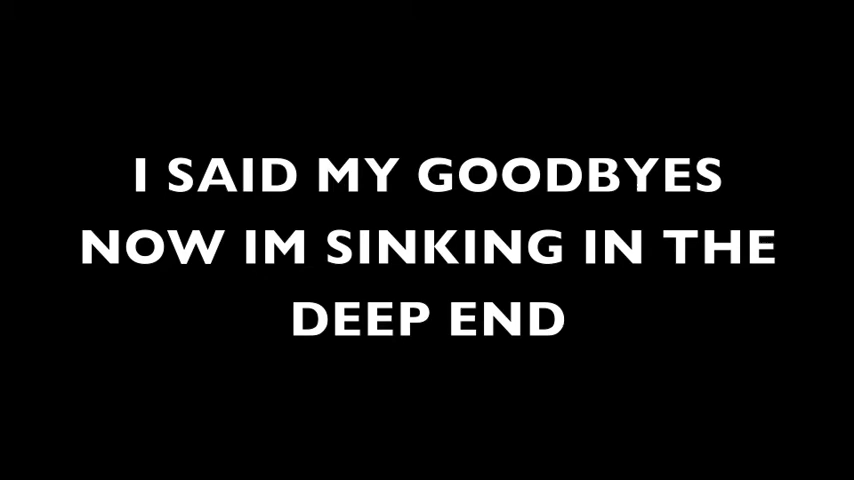 I SAID MY GOODBYES
NOW IM SINKING IN THE
DEEP END